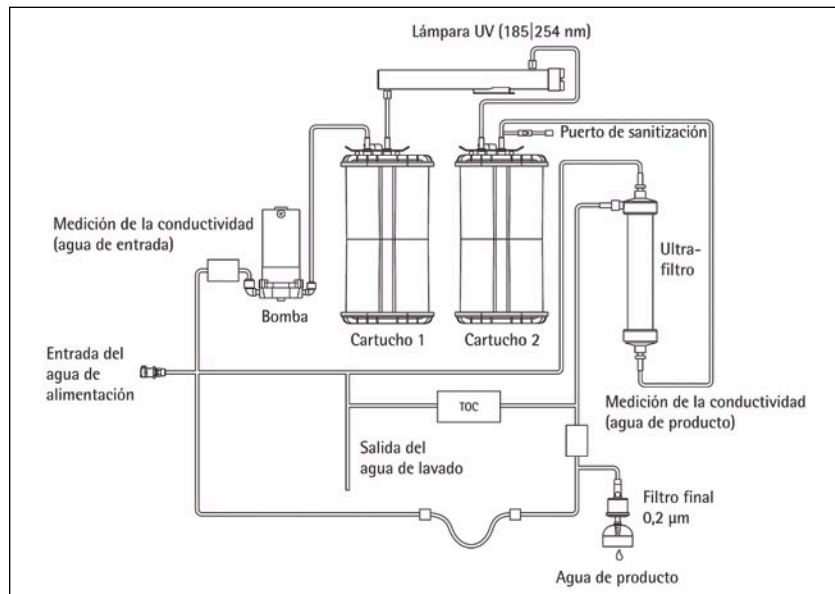 Lámpara UV (185|254 nm)
Puerto de sanitización
Medición de la conductividad
(agua de entrada)
Ultra-
filtro
Bomba
Cartucho 1
Cartucho 2
Entrada del
agua de
alimentación
TOC
Medición de la conductividad
(agua de producto)
Salida del
agua de lavado
Filtro final
0,2 µm
Agua de producto